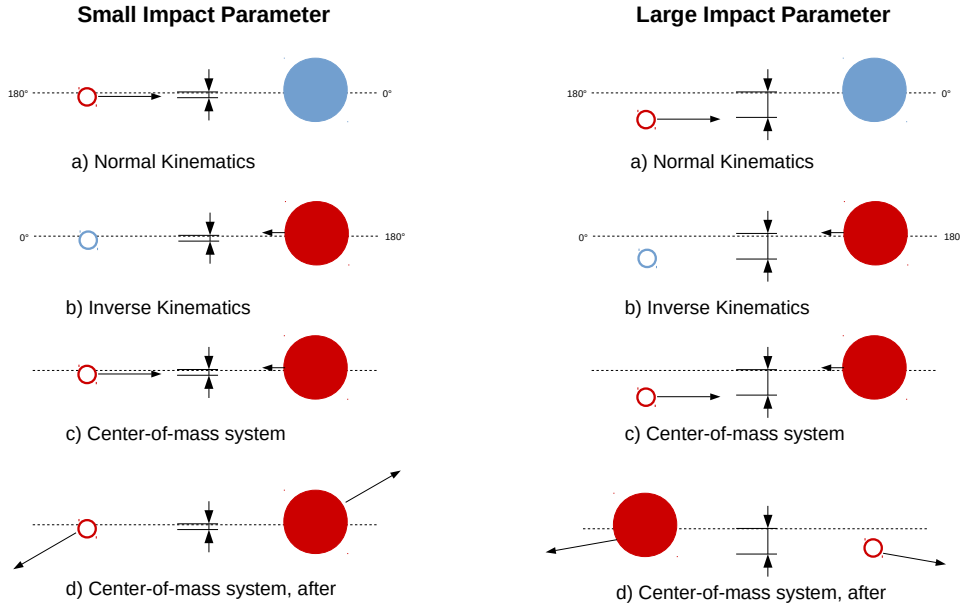 Small Impact Parameter
180°
0°
a) Normal Kinematics
0°
180°
b) Inverse Kinematics
c) Center-of-mass system
d) Center-of-mass system, after
Large Impact Parameter
180°
0°
a) Normal Kinematics
0°
180
b) Inverse Kinematics
c) Center-of-mass system
d) Center-of-mass system, after